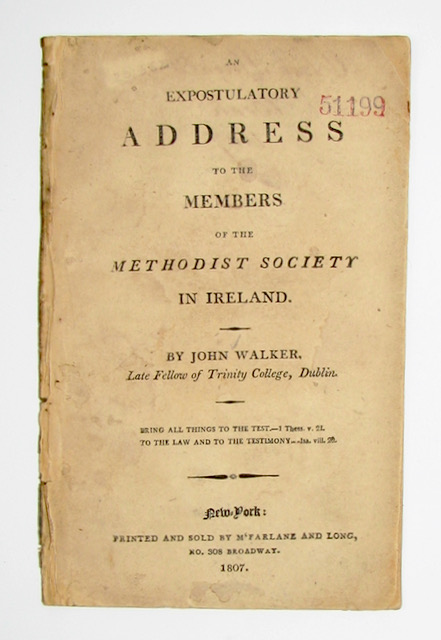 AN
EXPOSTULATORY
51199
ADDRESS
TO THE
MEMBERS
OF THE
METHODIST SOCIETY
IN IRELAND.
BY JOHN WALKER,
Late Fellow of Trinity College, Dublin.
BRING ALL THINGS TO THE TEST.—1 Thess. v. 21.
TO THE LAW AND TO THE TESTIMONY.—Isa. viii. 20.
New-York:
PRINTED AND SOLD BY M'FARLANE AND LONG,
NO. 308 BROADWAY.
1807.